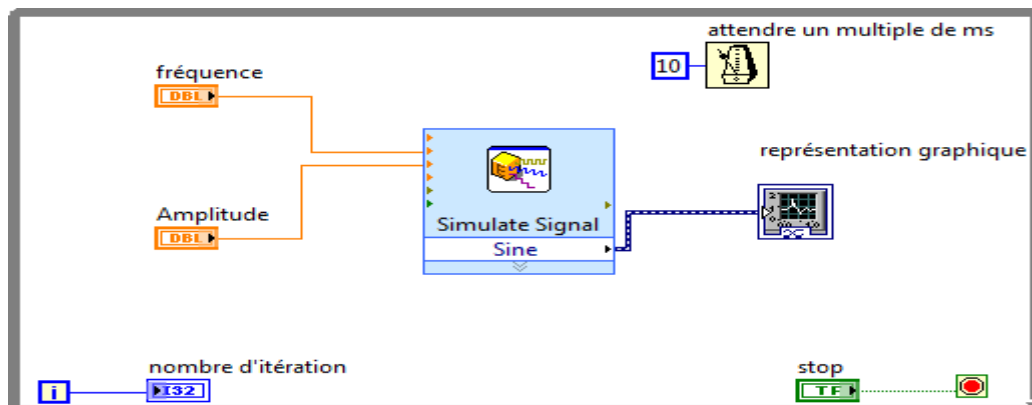 attendre un multiple de ms
10
fréquence
DBL
représentation graphique
Amplitude
DBL
Simulate Signal
Sine
nombre d'itération
i
I32
stop
TF